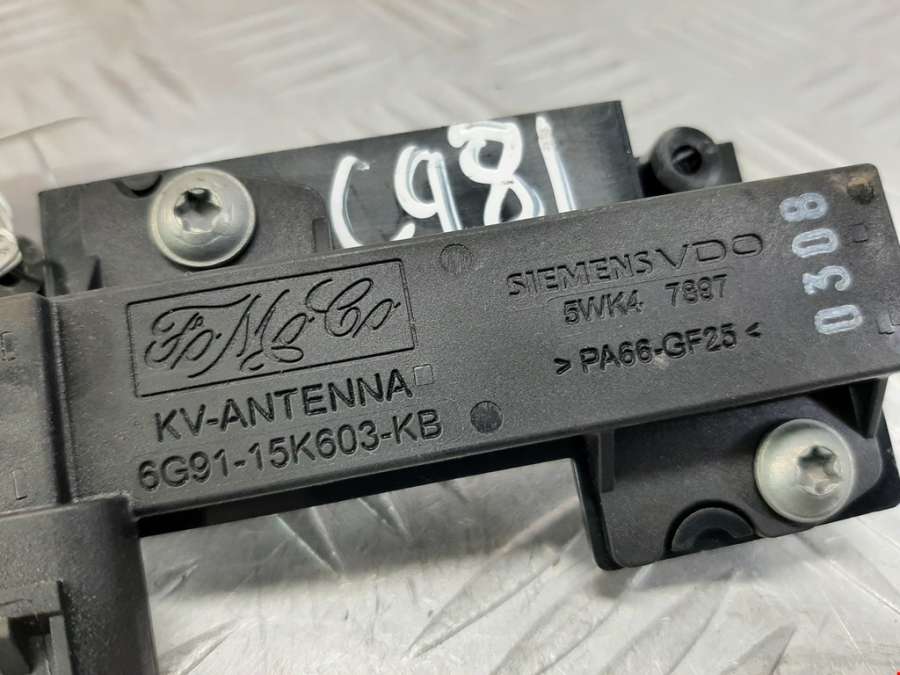 C981
FoMoCo
KV-ANTENNA
6G91-15K603-KB
SIEMENS VDO
5WK4 7897
>PA66-GF25<
0308